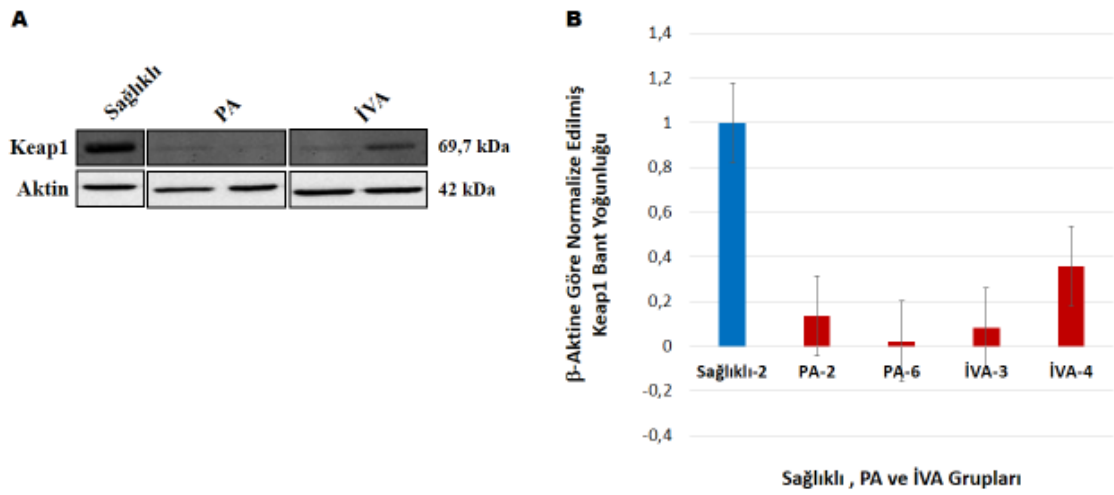 A
Sağlıklı
PA
İVA
Keap1
69,7 kDa
Aktin
42 kDa
B
β-Aktine Göre Normalize Edilmiş
Keap1 Bant Yoğunluğu
1,4
1,2
1
0,8
0,6
0,4
0,2
0
-0,2
-0,4
Sağlıklı-2
PA-2
PA-6
İVA-3
İVA-4
Sağlıklı , PA ve İVA Grupları